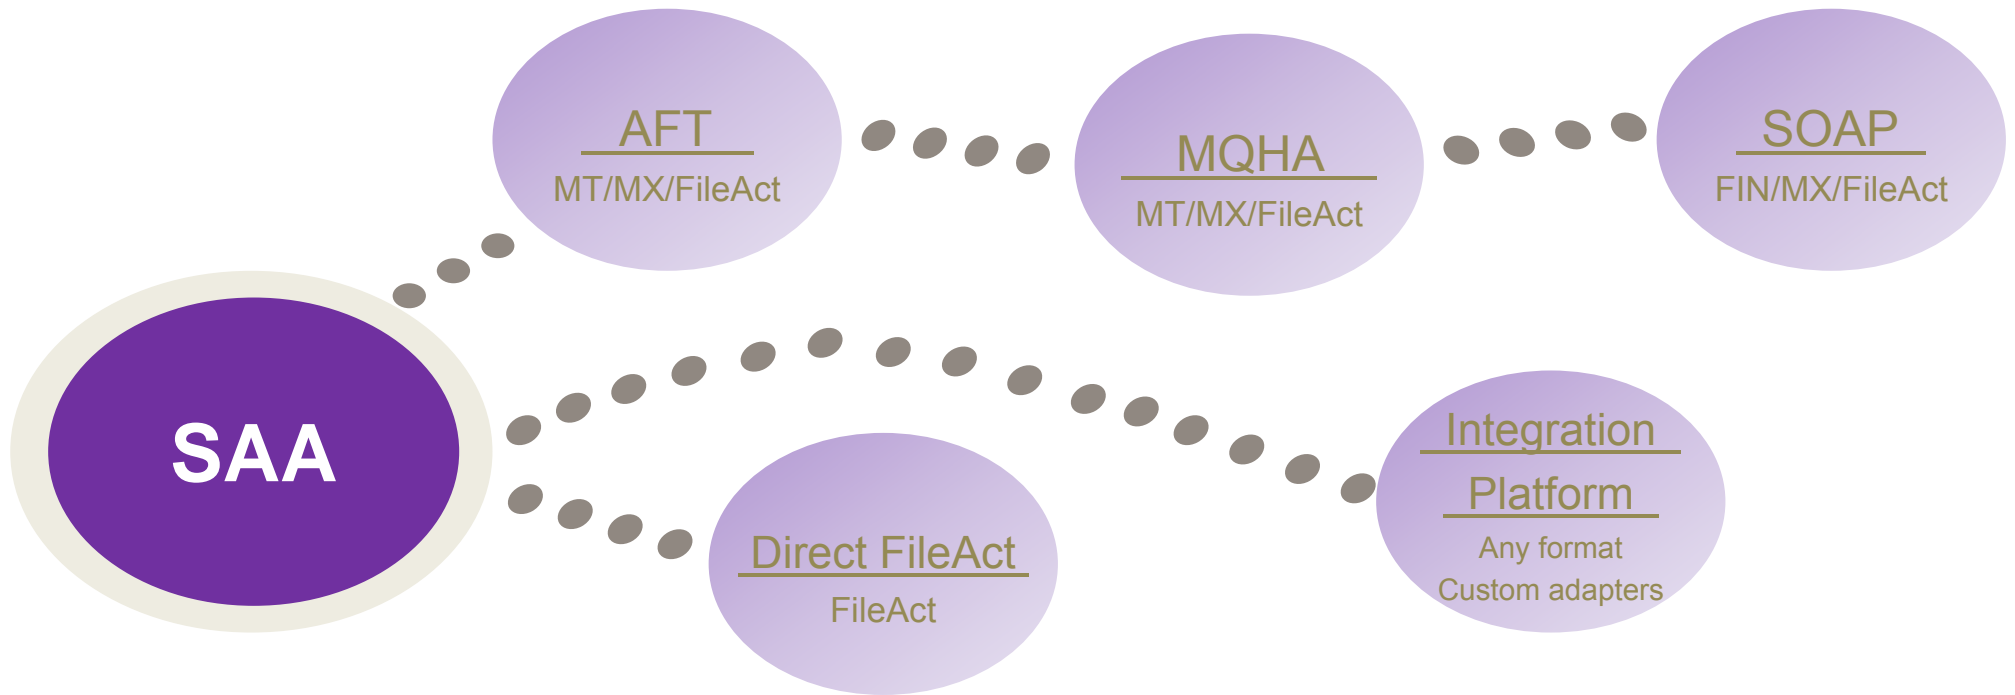 AFT
MT/MX/FileAct
MQHA
MT/MX/FileAct
SOAP
FIN/MX/FileAct
SAA
Integration
Platform
Any format
Custom adapters
Direct FileAct
FileAct